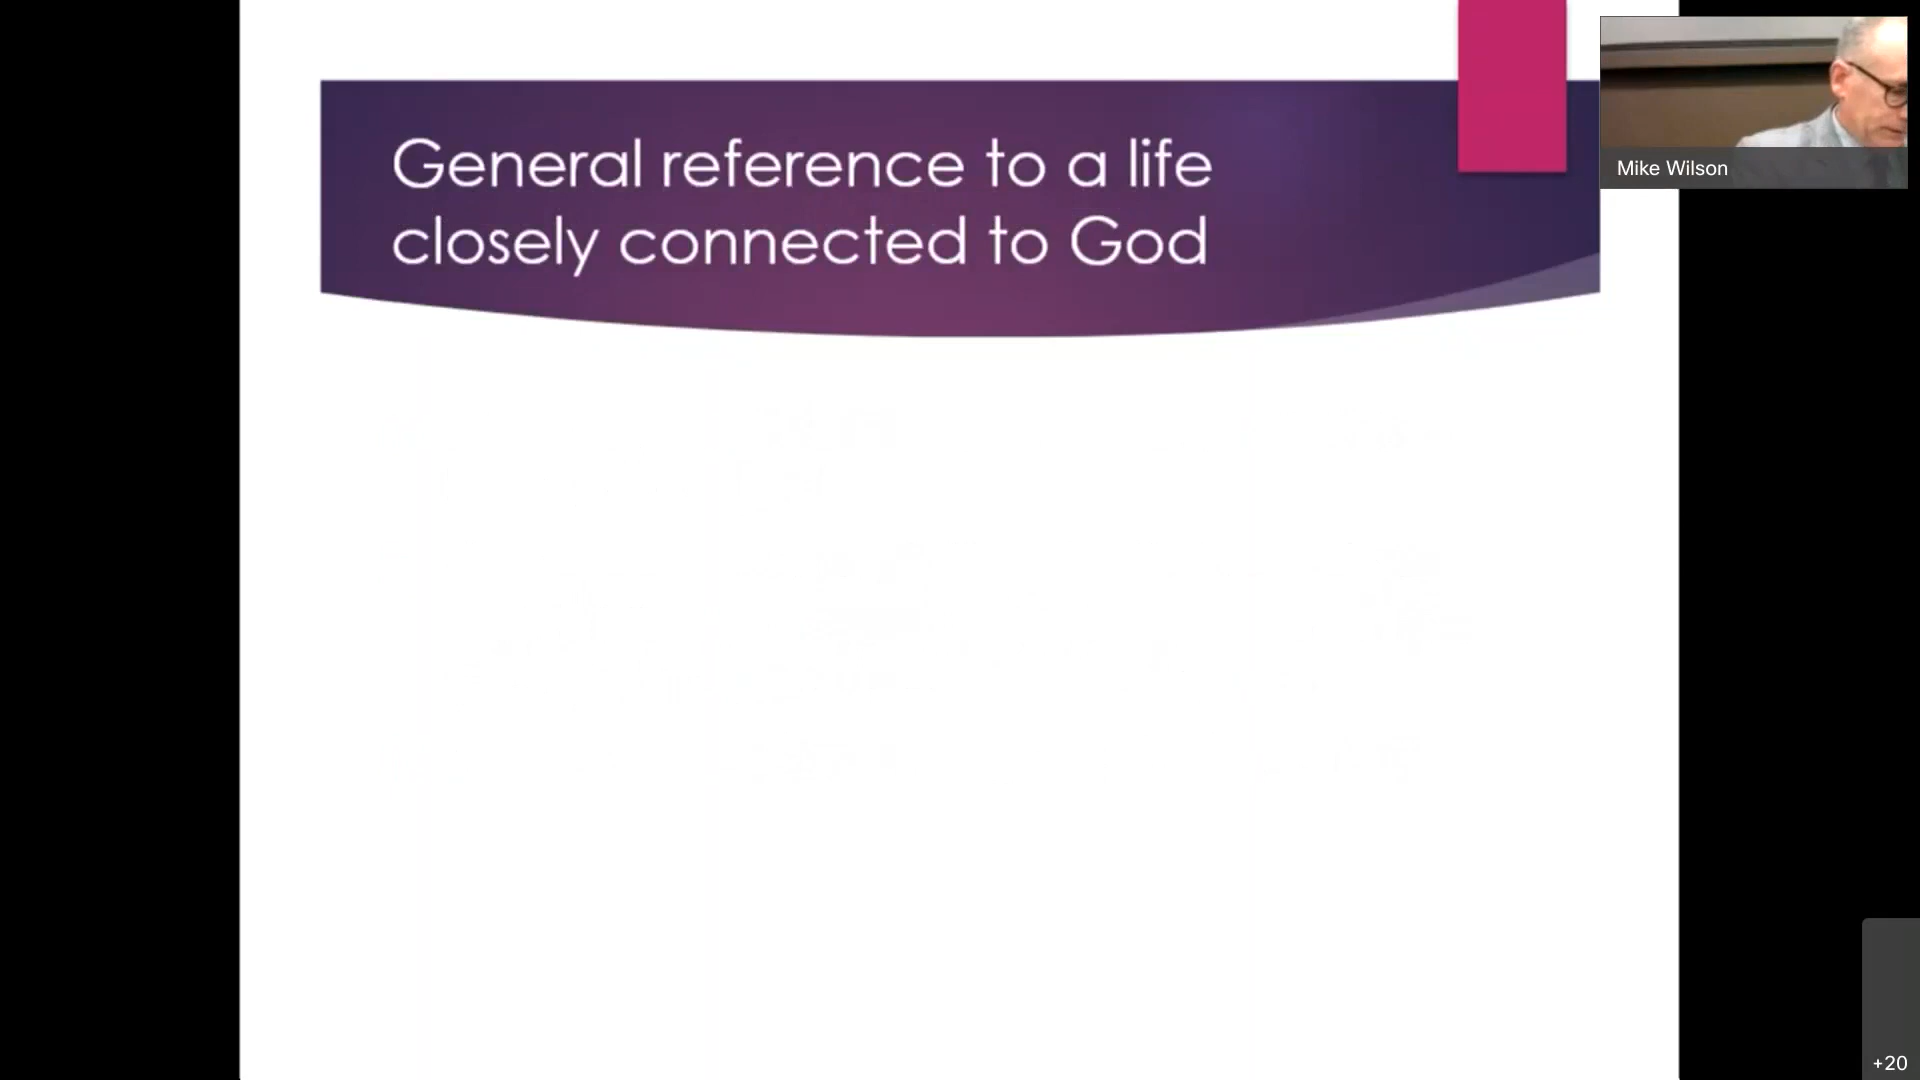 General reference to a life
closely connected to God
Mike Wilson
+20